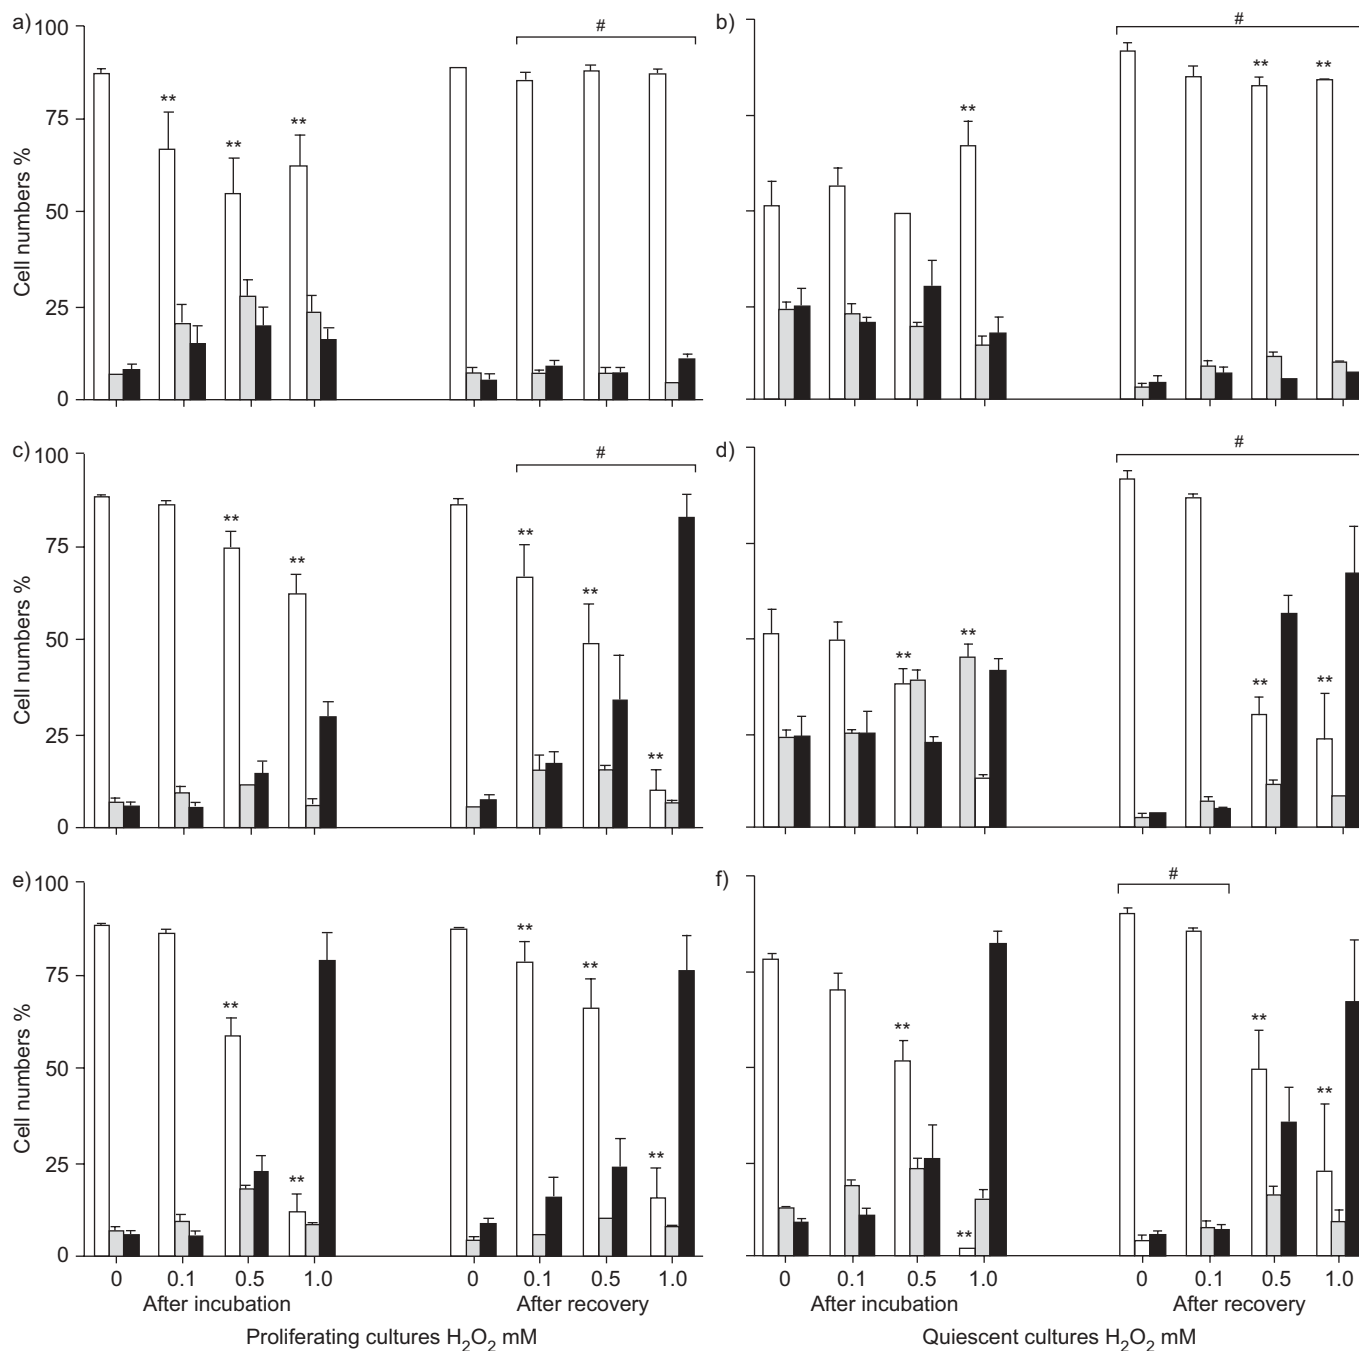 a) 100 # b) #
** ** ** ** ** **
75
Cell numbers %
50
25
0
c) 100 # d) #
** ** ** ** ** ** ** ** **
75
Cell numbers %
50
25
0
e) 100 f) #
** ** ** ** ** ** ** ** **
75
Cell numbers %
50
25
0
0 0.1 0.5 1.0 0 0.1 0.5 1.0 0 0.1 0.5 1.0 0 0.1 0.5 1.0
After incubation After recovery After incubation After recovery
Proliferating cultures H₂O₂ mM Quiescent cultures H₂O₂ mM